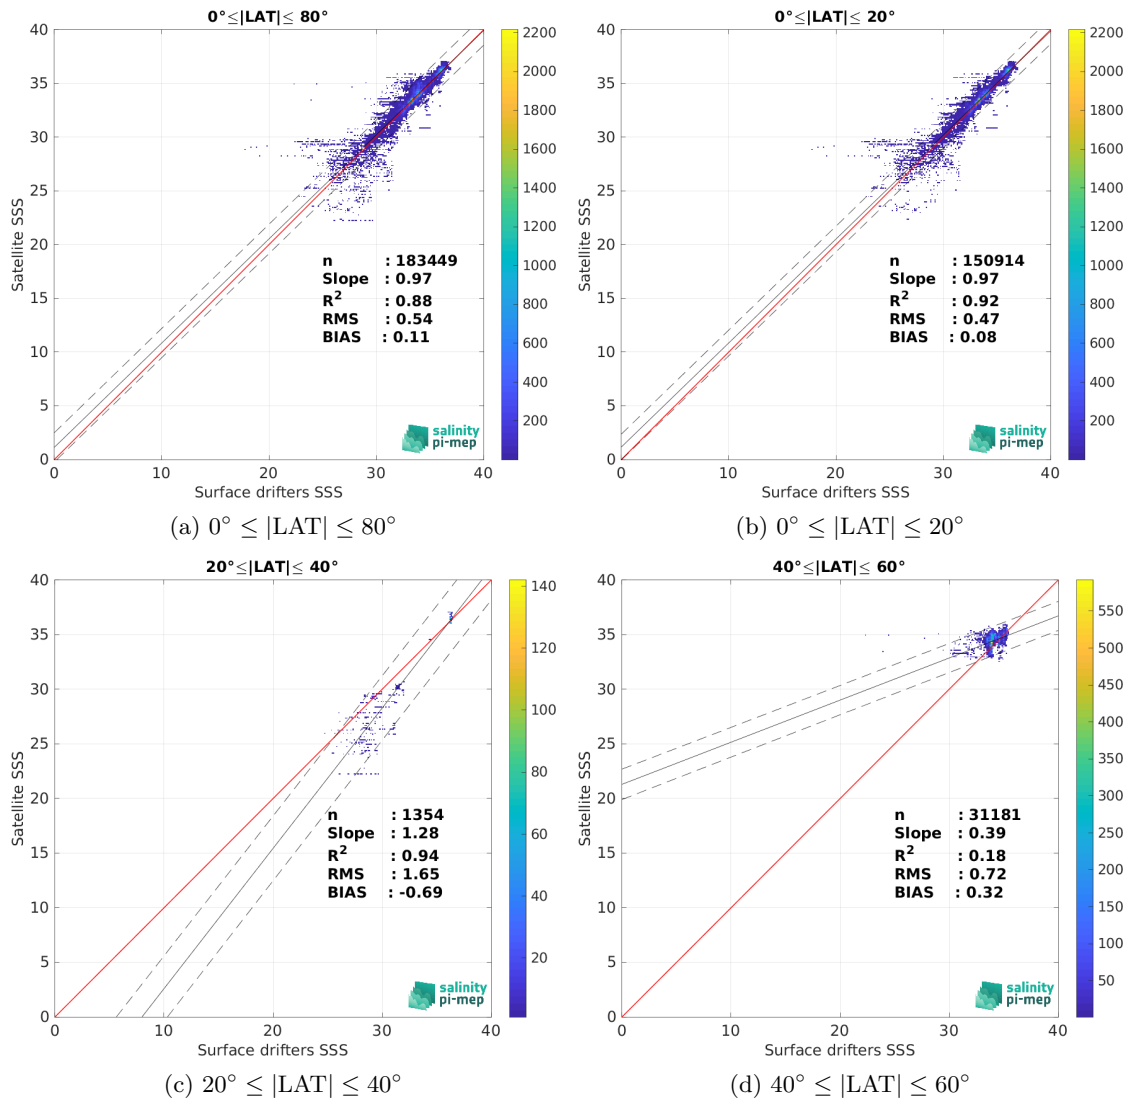 0°≤|LAT|≤ 80°
40
35
30
25
20
15
10
5
0
0
10
20
30
40
Satellite SSS
Surface drifters SSS
n : 183449
Slope : 0.97
R² : 0.88
RMS : 0.54
BIAS : 0.11
salinity
pi-mep
2200
2000
1800
1600
1400
1200
1000
800
600
400
200
(a) 0° ≤ |LAT| ≤ 80°
0°≤|LAT|≤ 20°
40
35
30
25
20
15
10
5
0
0
10
20
30
40
Satellite SSS
Surface drifters SSS
n : 150914
Slope : 0.97
R² : 0.92
RMS : 0.47
BIAS : 0.08
salinity
pi-mep
2200
2000
1800
1600
1400
1200
1000
800
600
400
200
(b) 0° ≤ |LAT| ≤ 20°
20°≤|LAT|≤ 40°
40
35
30
25
20
15
10
5
0
0
10
20
30
40
Satellite SSS
Surface drifters SSS
n : 1354
Slope : 1.28
R² : 0.94
RMS : 1.65
BIAS : -0.69
salinity
pi-mep
140
120
100
80
60
40
20
(c) 20° ≤ |LAT| ≤ 40°
40°≤|LAT|≤ 60°
40
35
30
25
20
15
10
5
0
0
10
20
30
40
Satellite SSS
Surface drifters SSS
n : 31181
Slope : 0.39
R² : 0.18
RMS : 0.72
BIAS : 0.32
salinity
pi-mep
550
500
450
400
350
300
250
200
150
100
50
(d) 40° ≤ |LAT| ≤ 60°